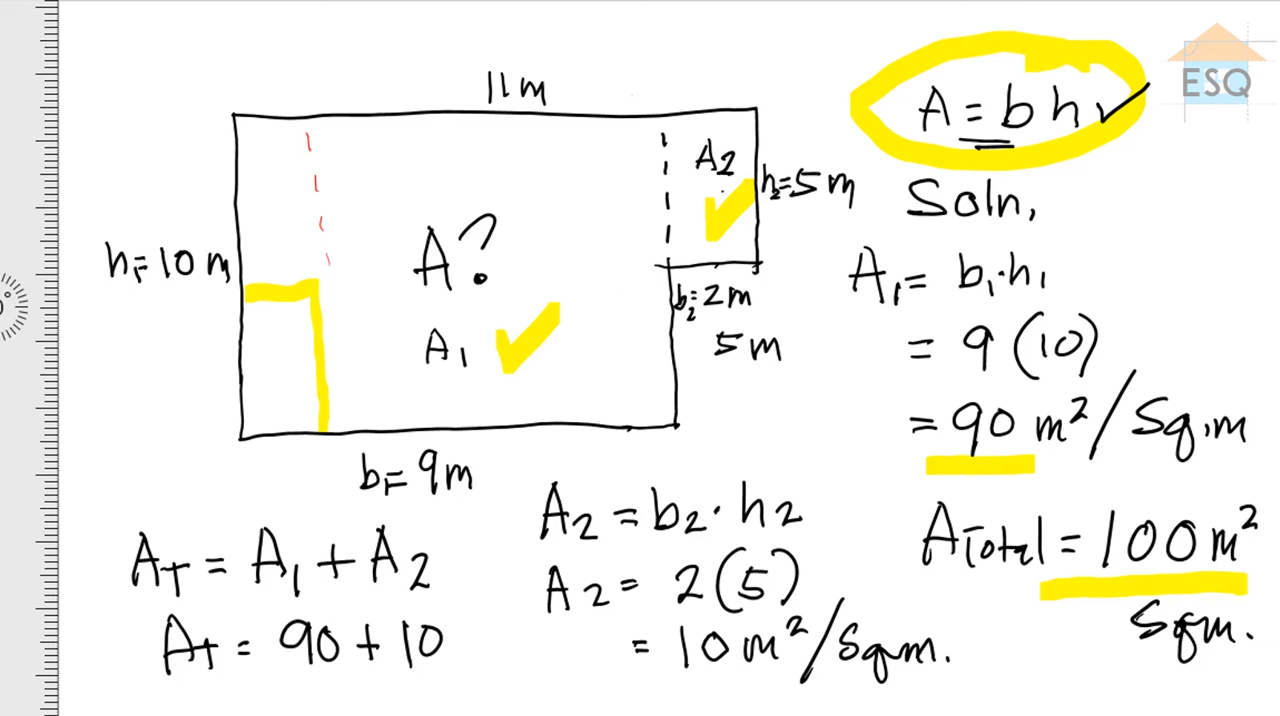 11m
ESQ
A = b h ✓
A2
h2=5m
Soln,
h1=10m
A?
A1 = b1·h1
b2=2m
A1
5m
= 9(10)
= 90 m²/Sq.m
b1=9m
A2 = b2·h2
ATotal = 100m²
Sqm.
AT = A1 + A2
A2 = 2(5)
AT = 90 + 10
= 10m²/Sqm.